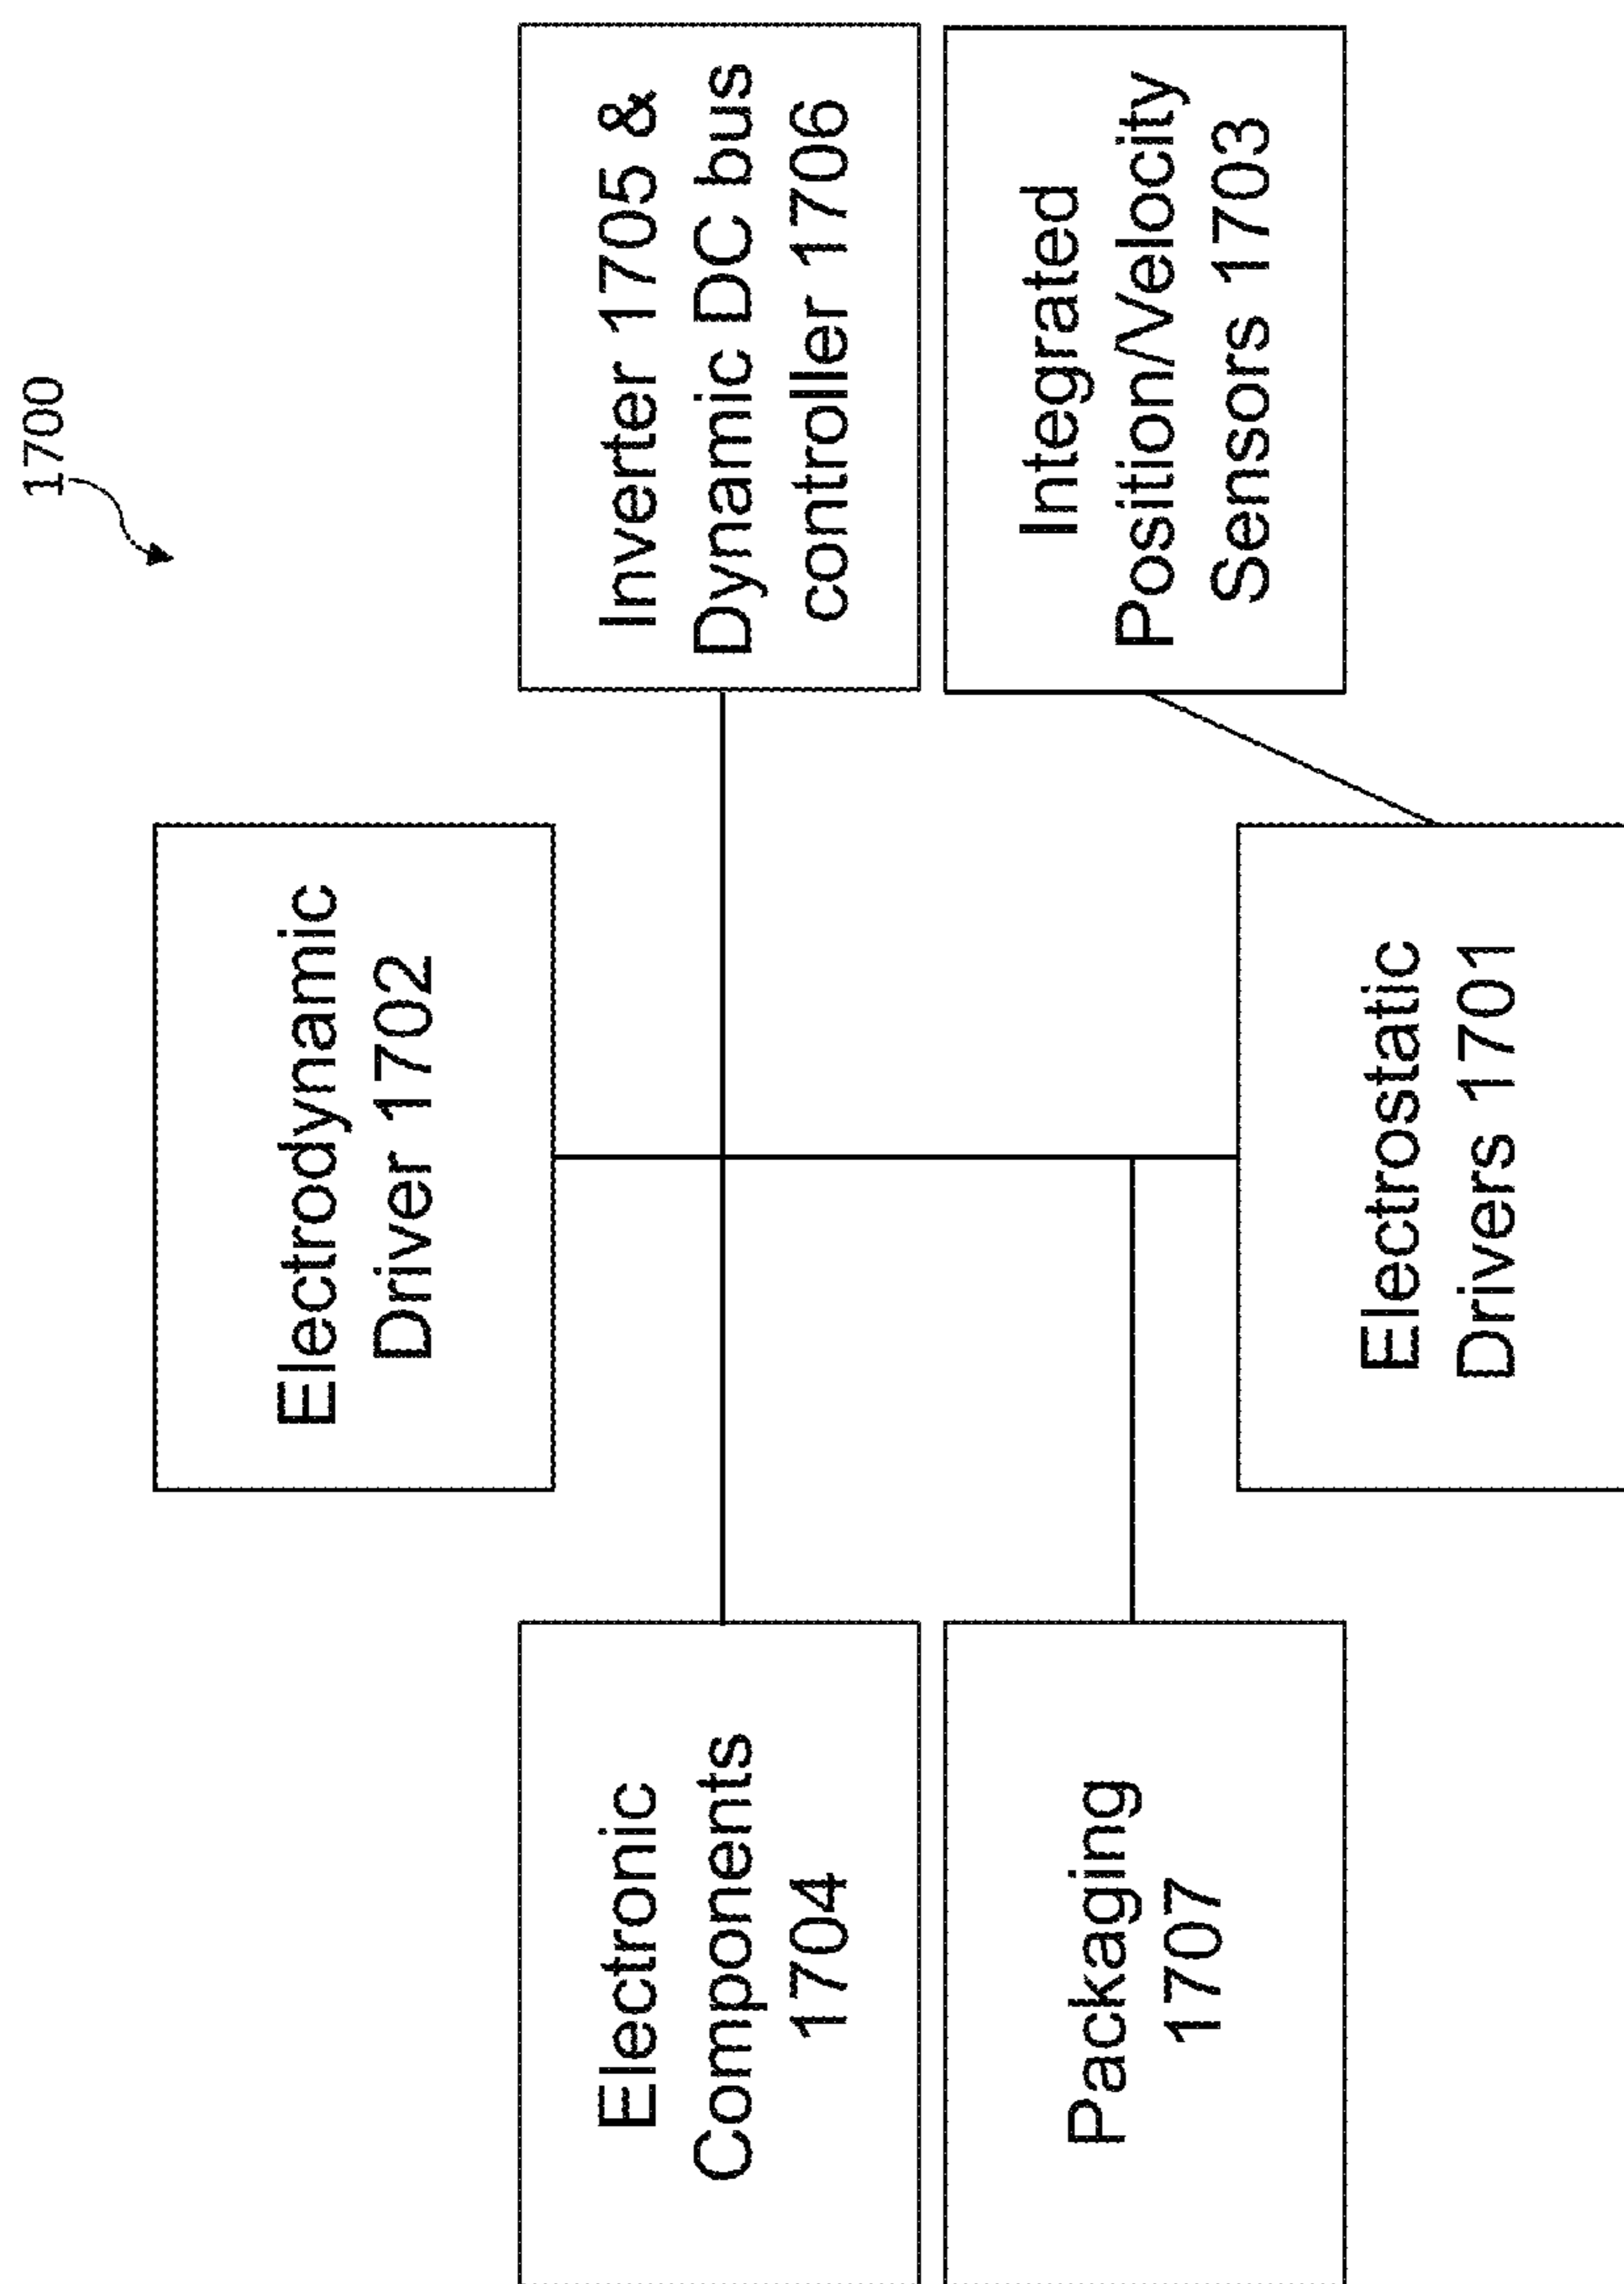 1700
Electrodynamic
Driver 1702
Electronic
Components
1704
Inverter 1705 &
Dynamic DC bus
controller 1706
Packaging
1707
Integrated
Position/Velocity
Sensors 1703
Electrostatic
Drivers 1701